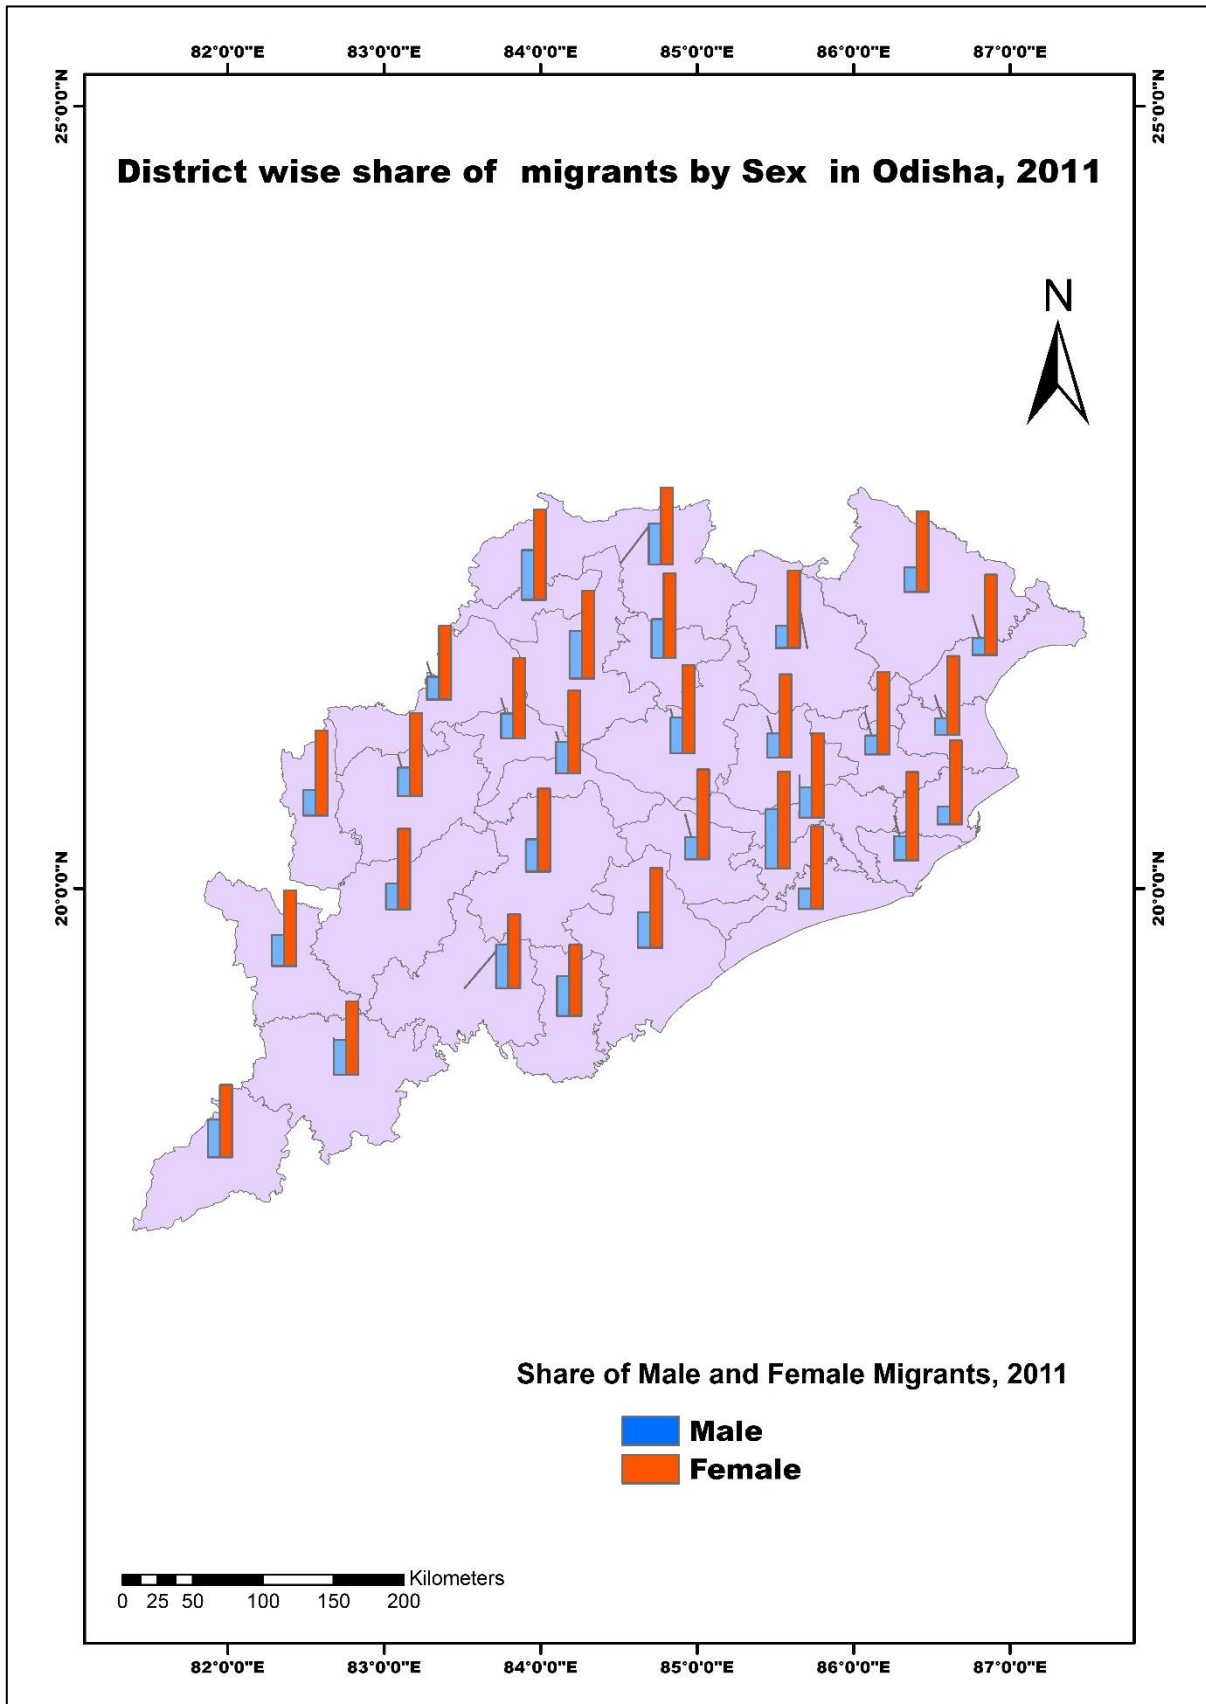 82°0'0"E 83°0'0"E 84°0'0"E 85°0'0"E 86°0'0"E 87°0'0"E
25°0'0"N 25°0'0"N
District wise share of migrants by Sex in Odisha, 2011
N
20°0'0"N 20°0'0"N
Share of Male and Female Migrants, 2011
Male
Female
Kilometers
0 25 50 100 150 200
82°0'0"E 83°0'0"E 84°0'0"E 85°0'0"E 86°0'0"E 87°0'0"E